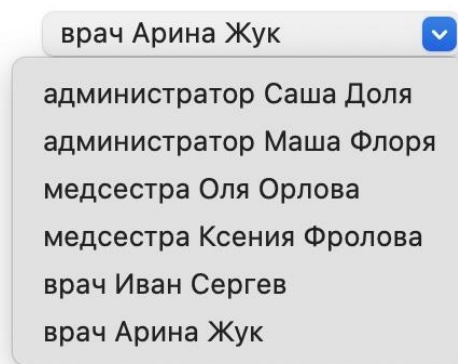 врач Арина Жук
администратор Саша Доля
администратор Маша Флоря
медсестра Оля Орлова
медсестра Ксения Фролова
врач Иван Сергев
врач Арина Жук